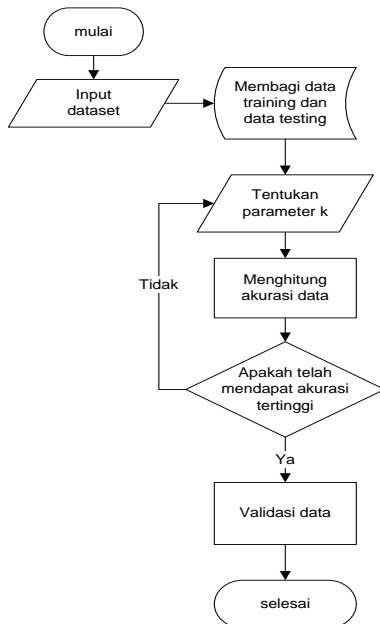 mulai
Input
dataset
Membagi data
training dan
data testing
Tentukan
parameter k
Menghitung
akurasi data
Tidak
Apakah telah
mendapat akurasi
tertinggi
Ya
Validasi data
selesai